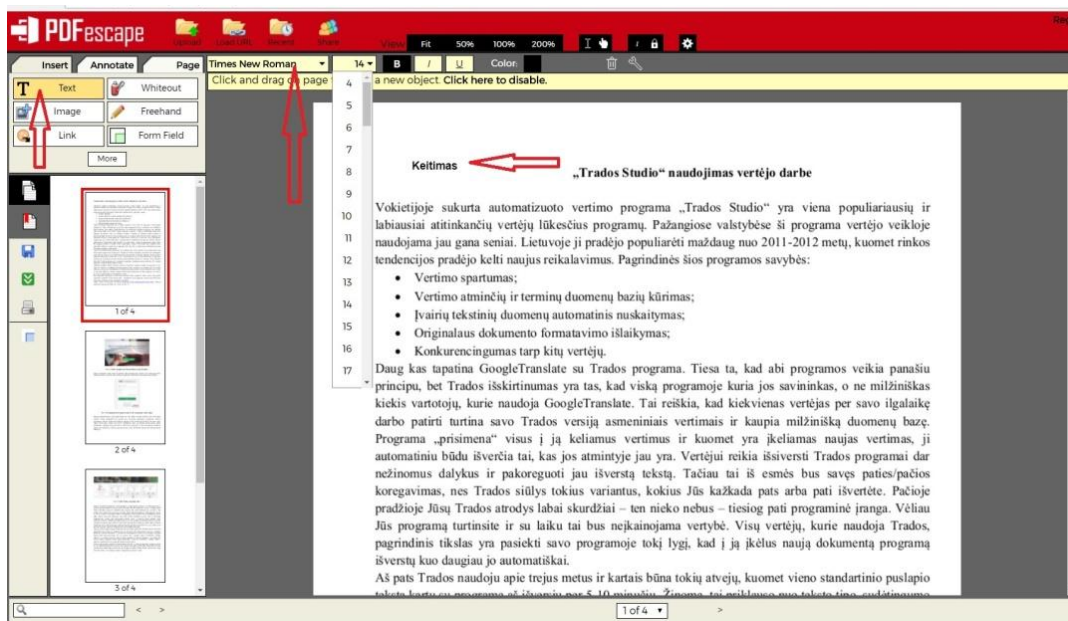 PDFescape
Upload Load URL Recent Share View: Fit 50% 100% 200%
Insert Annotate Page Times New Roman 14 B I U Color:
Click and drag on page a new object. Click here to disable.
T Text Whiteout
Image Freehand
Link Form Field
More
4
5
6
7
8
9
10
11
12
13
14
15
16
17
1 of 4
2 of 4
3 of 4
Keitimas
„Trados Studio“ naudojimas vertėjo darbe
Vokietijoje sukurta automatizuoto vertimo programa „Trados Studio“ yra viena populiariausių ir
labiausiai atitinkančių vertėjų lūkesčius programų. Pažangiose valstybėse ši programa vertėjo veikloje
naudojama jau gana seniai. Lietuvoje ji pradėjo populiarėti maždaug nuo 2011-2012 metų, kuomet rinkos
tendencijos pradėjo kelti naujus reikalavimus. Pagrindinės šios programos savybės:
• Vertimo spartumas;
• Vertimo atminčių ir terminų duomenų bazių kūrimas;
• Įvairių tekstinių duomenų automatinis nuskaitymas;
• Originalaus dokumento formatavimo išlaikymas;
• Konkurencingumas tarp kitų vertėjų.
Daug kas tapatina GoogleTranslate su Trados programa. Tiesa ta, kad abi programos veikia panašiu
principu, bet Trados išskirtinumas yra tas, kad viską programoje kuria jos savininkas, o ne milžiniškas
kiekis vartotojų, kurie naudoja GoogleTranslate. Tai reiškia, kad kiekvienas vertėjas per savo ilgalaikę
darbo patirtį turtina savo Trados versiją asmeniniais vertimais ir kaupia milžinišką duomenų bazę.
Programa „prisimena“ visus į ją keliamus vertimus ir kuomet yra įkeliamas naujas vertimas, ji
automatiniu būdu išverčia tai, kas jos atmintyje jau yra. Vertėjui reikia išsiversti Trados programai dar
nežinomus dalykus ir pakoreguoti jau išverstą tekstą. Tačiau tai iš esmės bus savęs paties/pačios
koregavimas, nes Trados siūlys tokius variantus, kokius Jūs kažkada pats arba pati išvertėte. Pačioje
pradžioje Jūsų Trados atrodys labai skurdžiai – ten nieko nebus – tiesiog pati programinė įranga. Vėliau
Jūs programą turtinsite ir su laiku tai bus neįkainojama vertybė. Visų vertėjų, kurie naudoja Trados,
pagrindinis tikslas yra pasiekti savo programoje tokį lygį, kad į ją įkėlus naują dokumentą programą
išverstų kuo daugiau jo automatiškai.
Aš pats Trados naudoju apie trejus metus ir kartais būna tokių atvejų, kuomet vieno standartinio puslapio
1 of 4